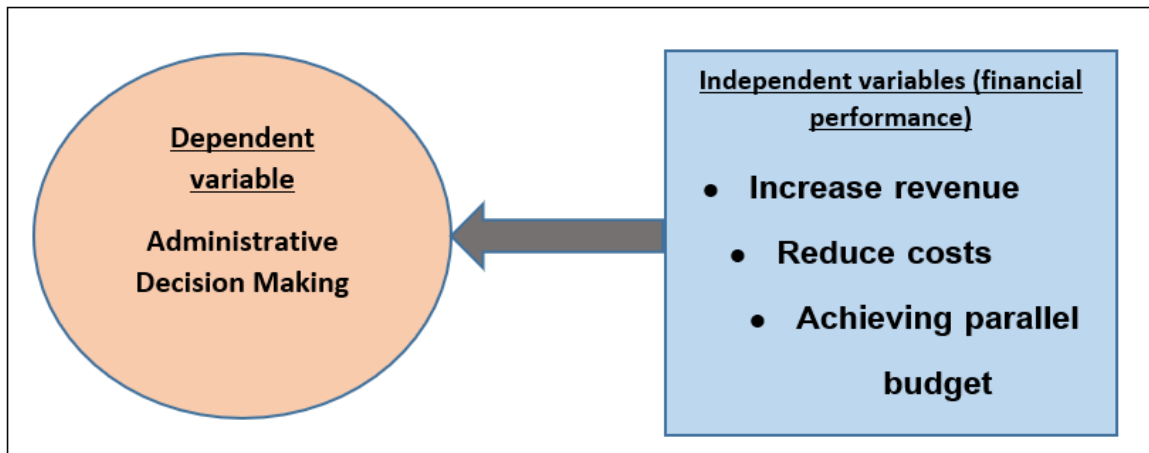 Dependent
variable
Administrative
Decision Making
Independent variables (financial
performance)
● Increase revenue
● Reduce costs
● Achieving parallel
budget